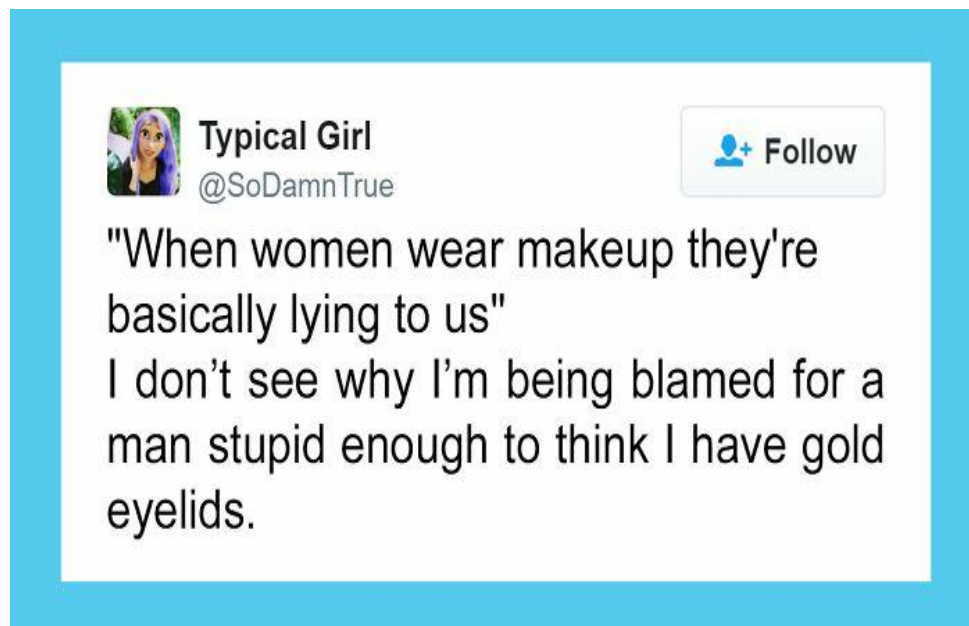 Typical Girl
@SoDamnTrue
Follow
"When women wear makeup they're
basically lying to us"
I don’t see why I’m being blamed for a
man stupid enough to think I have gold
eyelids.